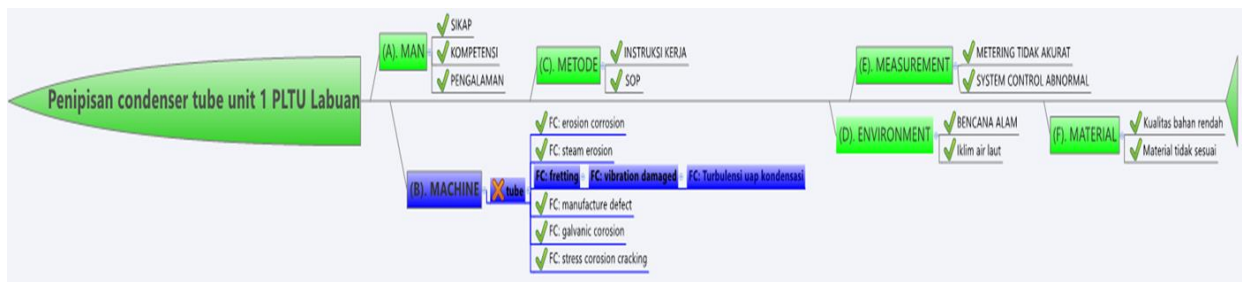 Penipisan condenser tube unit 1 PLTU Labuan
(A). MAN
SIKAP
KOMPETENSI
PENGALAMAN
(C). METODE
INSTRUKSI KERJA
SOP
(E). MEASUREMENT
METERING TIDAK AKURAT
SYSTEM CONTROL ABNORMAL
(B). MACHINE
tube
FC: erosion corrosion
FC: steam erosion
FC: fretting
FC: vibration damaged
FC: Turbulensi uap kondensasi
FC: manufacture defect
FC: galvanic corosion
FC: stress corosion cracking
(D). ENVIRONMENT
BENCANA ALAM
Iklim air laut
(F). MATERIAL
Kualitas bahan rendah
Material tidak sesuai